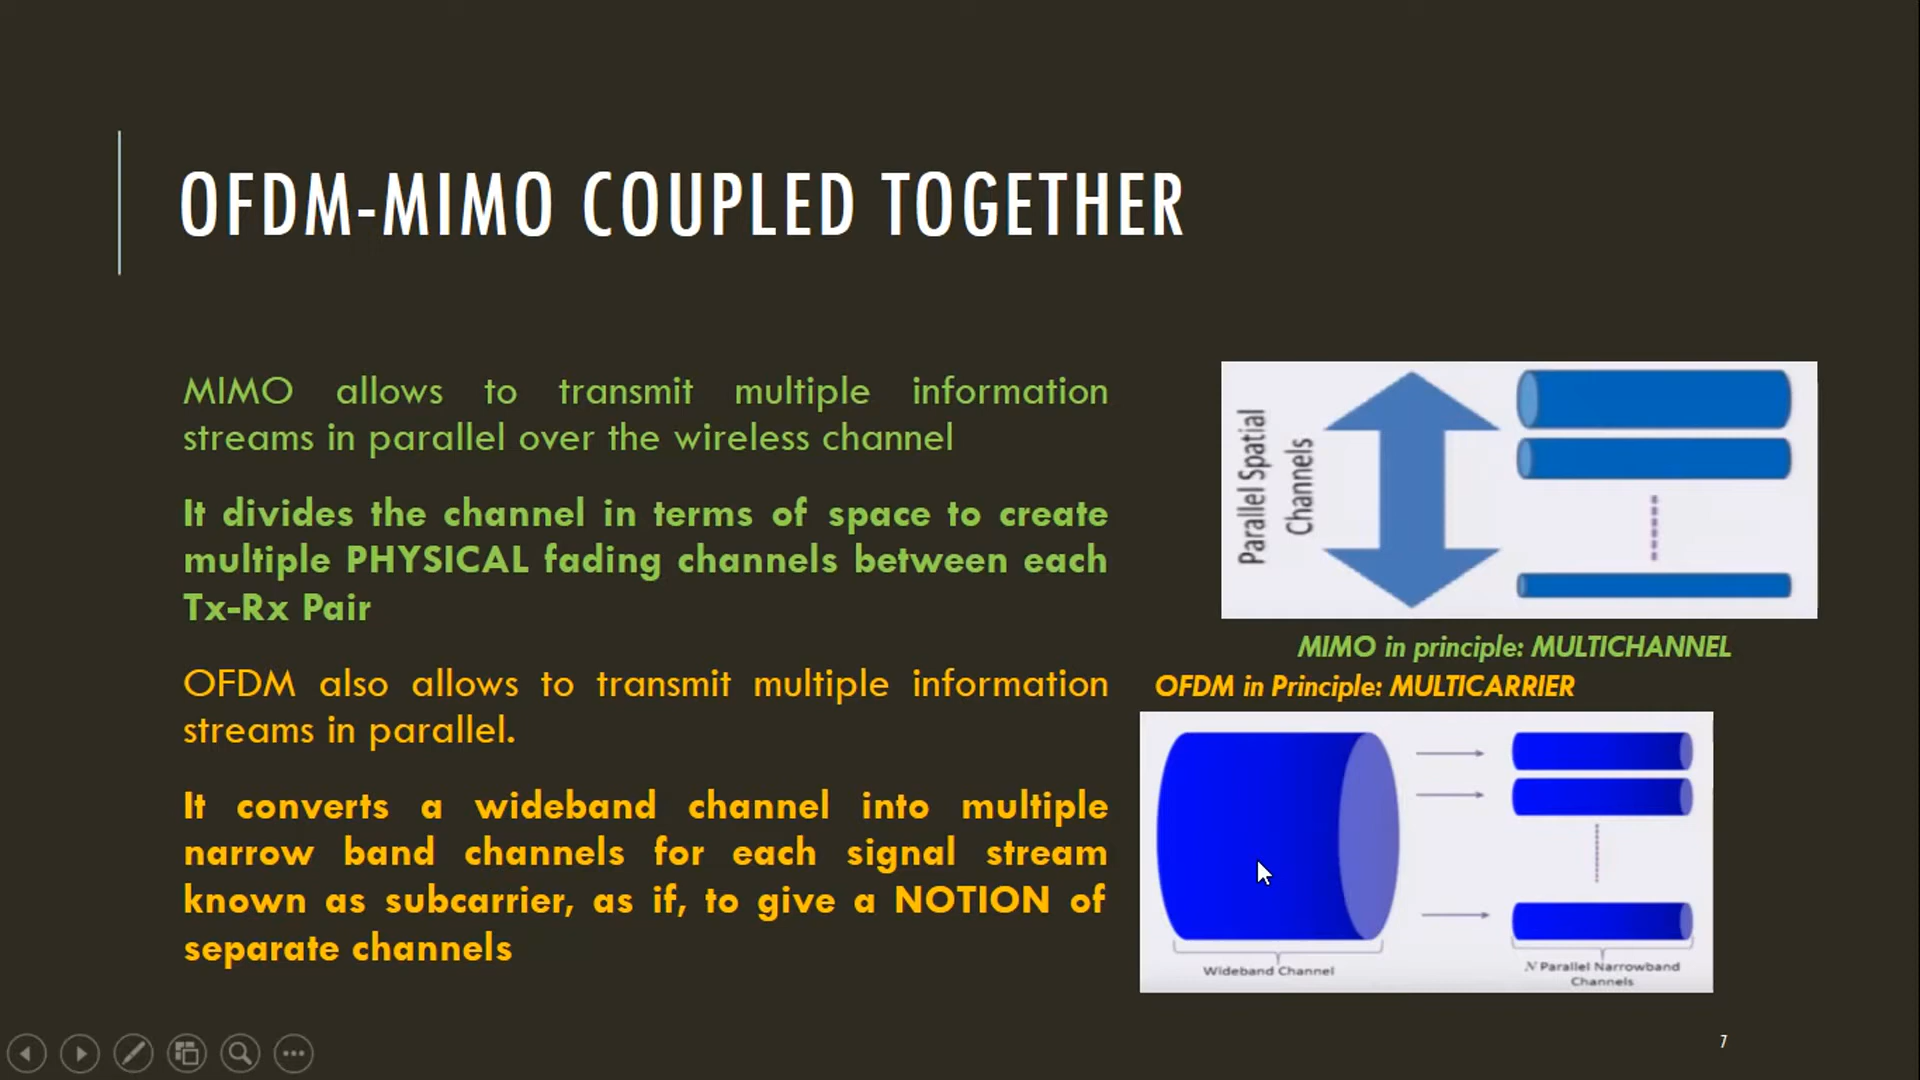 OFDM-MIMO COUPLED TOGETHER
MIMO allows to transmit multiple information
streams in parallel over the wireless channel
It divides the channel in terms of space to create
multiple PHYSICAL fading channels between each
Tx-Rx Pair
OFDM also allows to transmit multiple information
streams in parallel.
It converts a wideband channel into multiple
narrow band channels for each signal stream
known as subcarrier, as if, to give a NOTION of
separate channels
Parallel Spatial
Channels
MIMO in principle: MULTICHANNEL
OFDM in Principle: MULTICARRIER
Wideband Channel
N Parallel Narrowband
Channels
7